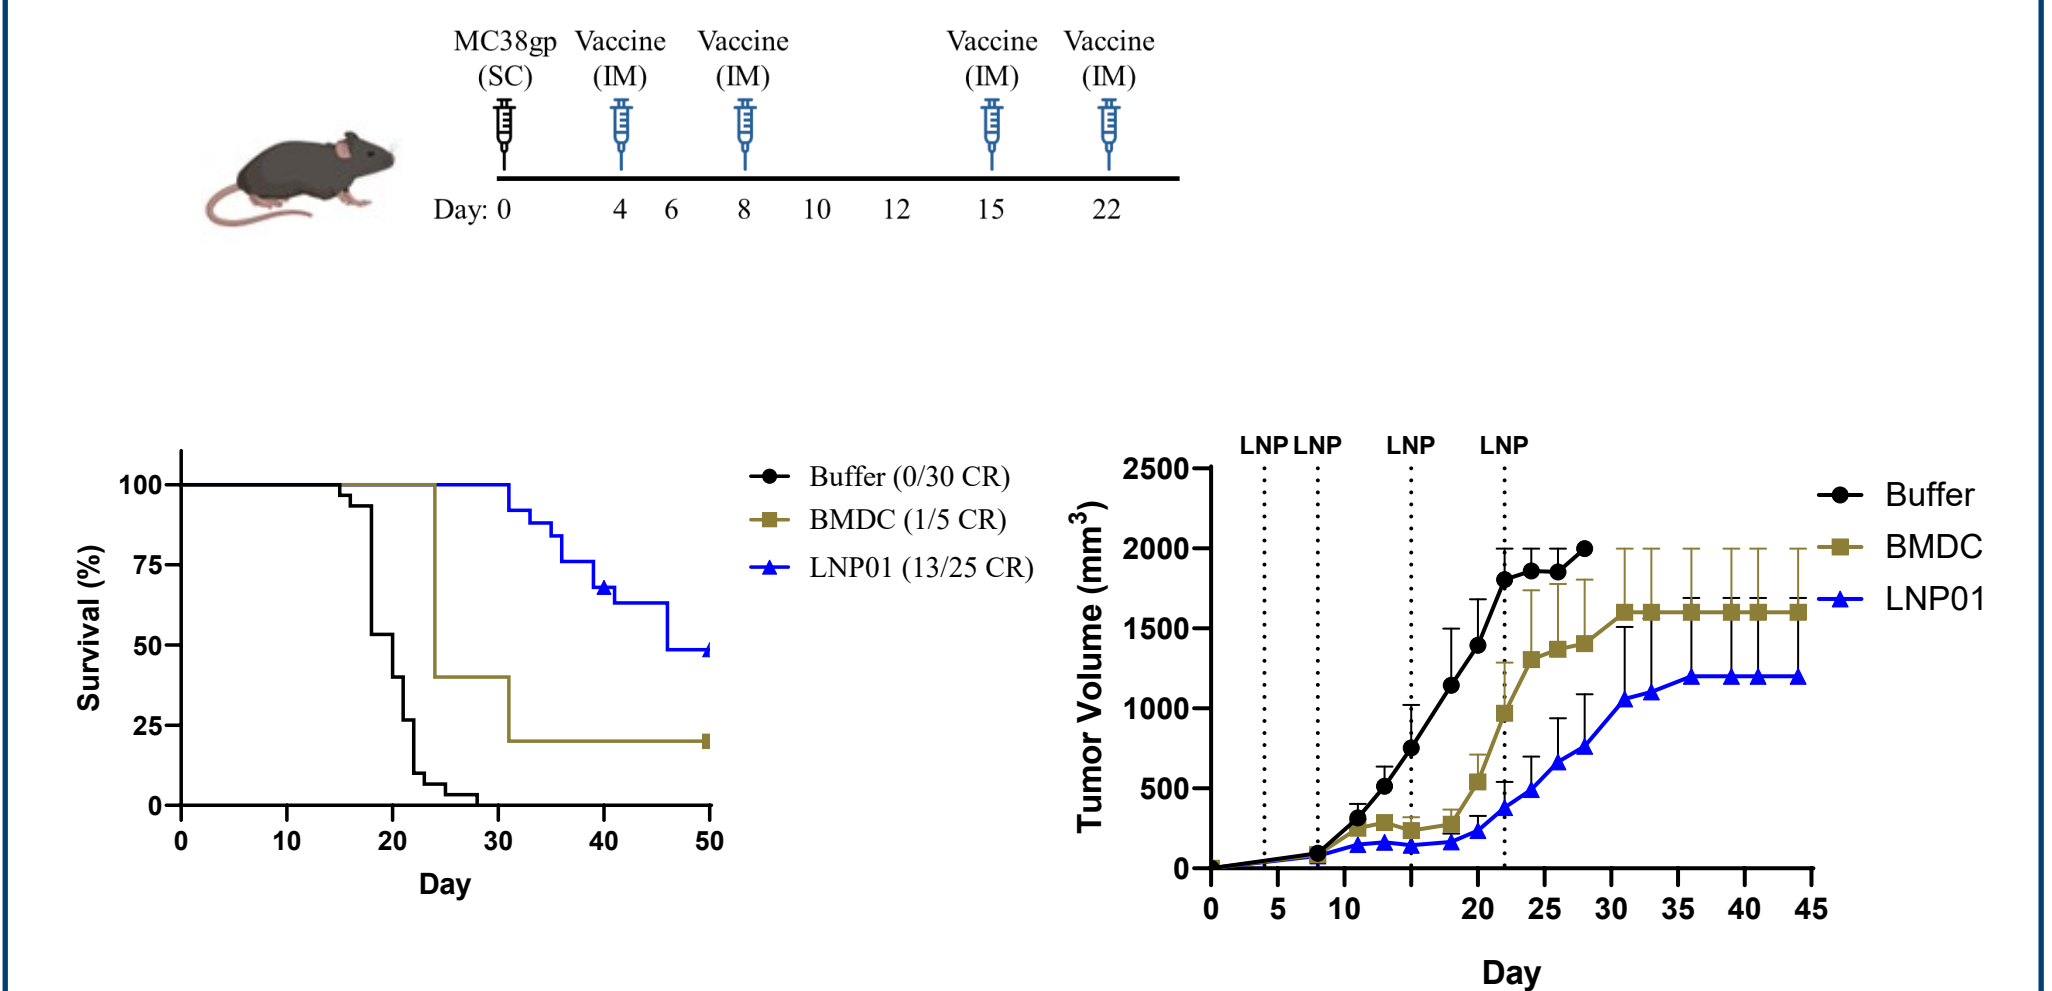 MC38gp Vaccine Vaccine Vaccine Vaccine
(SC) (IM) (IM) (IM) (IM)
Day: 0 4 6 8 10 12 15 22
100
75
50
25
0
Survival (%)
0 10 20 30 40 50
Day
Buffer (0/30 CR)
BMDC (1/5 CR)
LNP01 (13/25 CR)
LNP LNP LNP LNP
2500
2000
1500
1000
500
0
Tumor Volume (mm³)
0 5 10 20 25 30 35 40 45
Day
Buffer
BMDC
LNP01